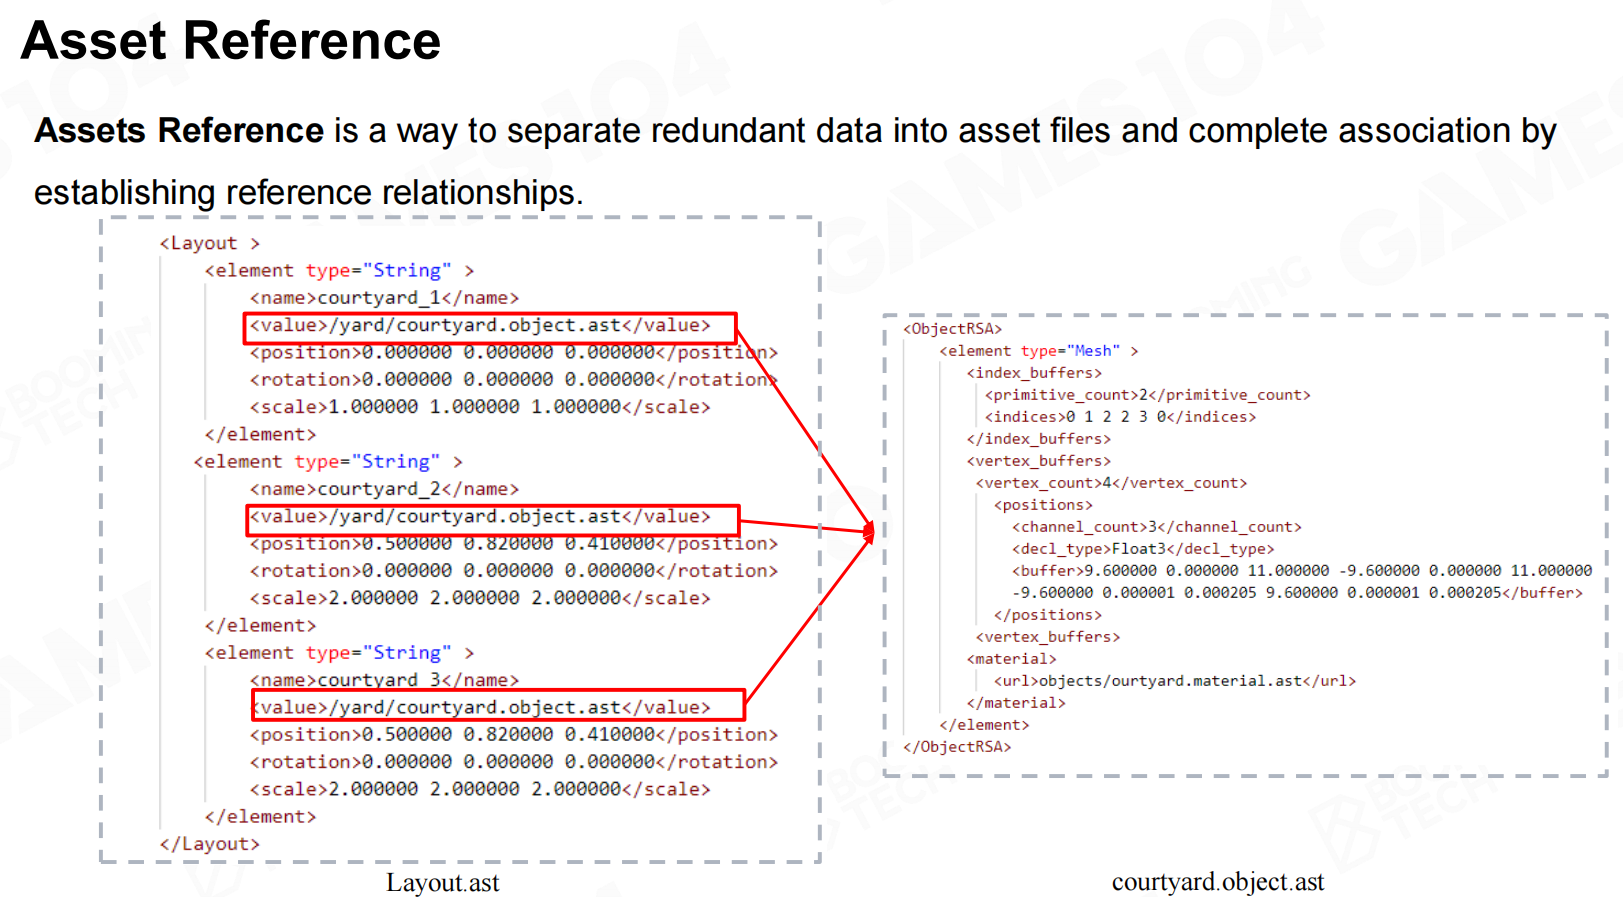 Asset Reference
Assets Reference is a way to separate redundant data into asset files and complete association by
establishing reference relationships.
<Layout >
<element type="String" >
<name>courtyard_1</name>
<value>/yard/courtyard.object.ast</value>
<position>0.000000 0.000000 0.000000</position>
<rotation>0.000000 0.000000 0.000000</rotation>
<scale>1.000000 1.000000 1.000000</scale>
</element>
<element type="String" >
<name>courtyard_2</name>
<value>/yard/courtyard.object.ast</value>
<position>0.500000 0.820000 0.410000</position>
<rotation>0.000000 0.000000 0.000000</rotation>
<scale>2.000000 2.000000 2.000000</scale>
</element>
<element type="String" >
<name>courtyard_3</name>
<value>/yard/courtyard.object.ast</value>
<position>0.500000 0.820000 0.410000</position>
<rotation>0.000000 0.000000 0.000000</rotation>
<scale>2.000000 2.000000 2.000000</scale>
</element>
</Layout>
Layout.ast
<ObjectRSA>
<element type="Mesh" >
<index_buffers>
<primitive_count>2</primitive_count>
<indices>0 1 2 2 3 0</indices>
</index_buffers>
<vertex_buffers>
<vertex_count>4</vertex_count>
<positions>
<channel_count>3</channel_count>
<decl_type>Float3</decl_type>
<buffer>9.600000 0.000000 11.000000 -9.600000 0.000000 11.000000
-9.600000 0.000001 0.000205 9.600000 0.000001 0.000205</buffer>
</positions>
<vertex_buffers>
<material>
<url>objects/ourtyard.material.ast</url>
</material>
</element>
</ObjectRSA>
courtyard.object.ast
GAMES 104
BOOMING
TECH